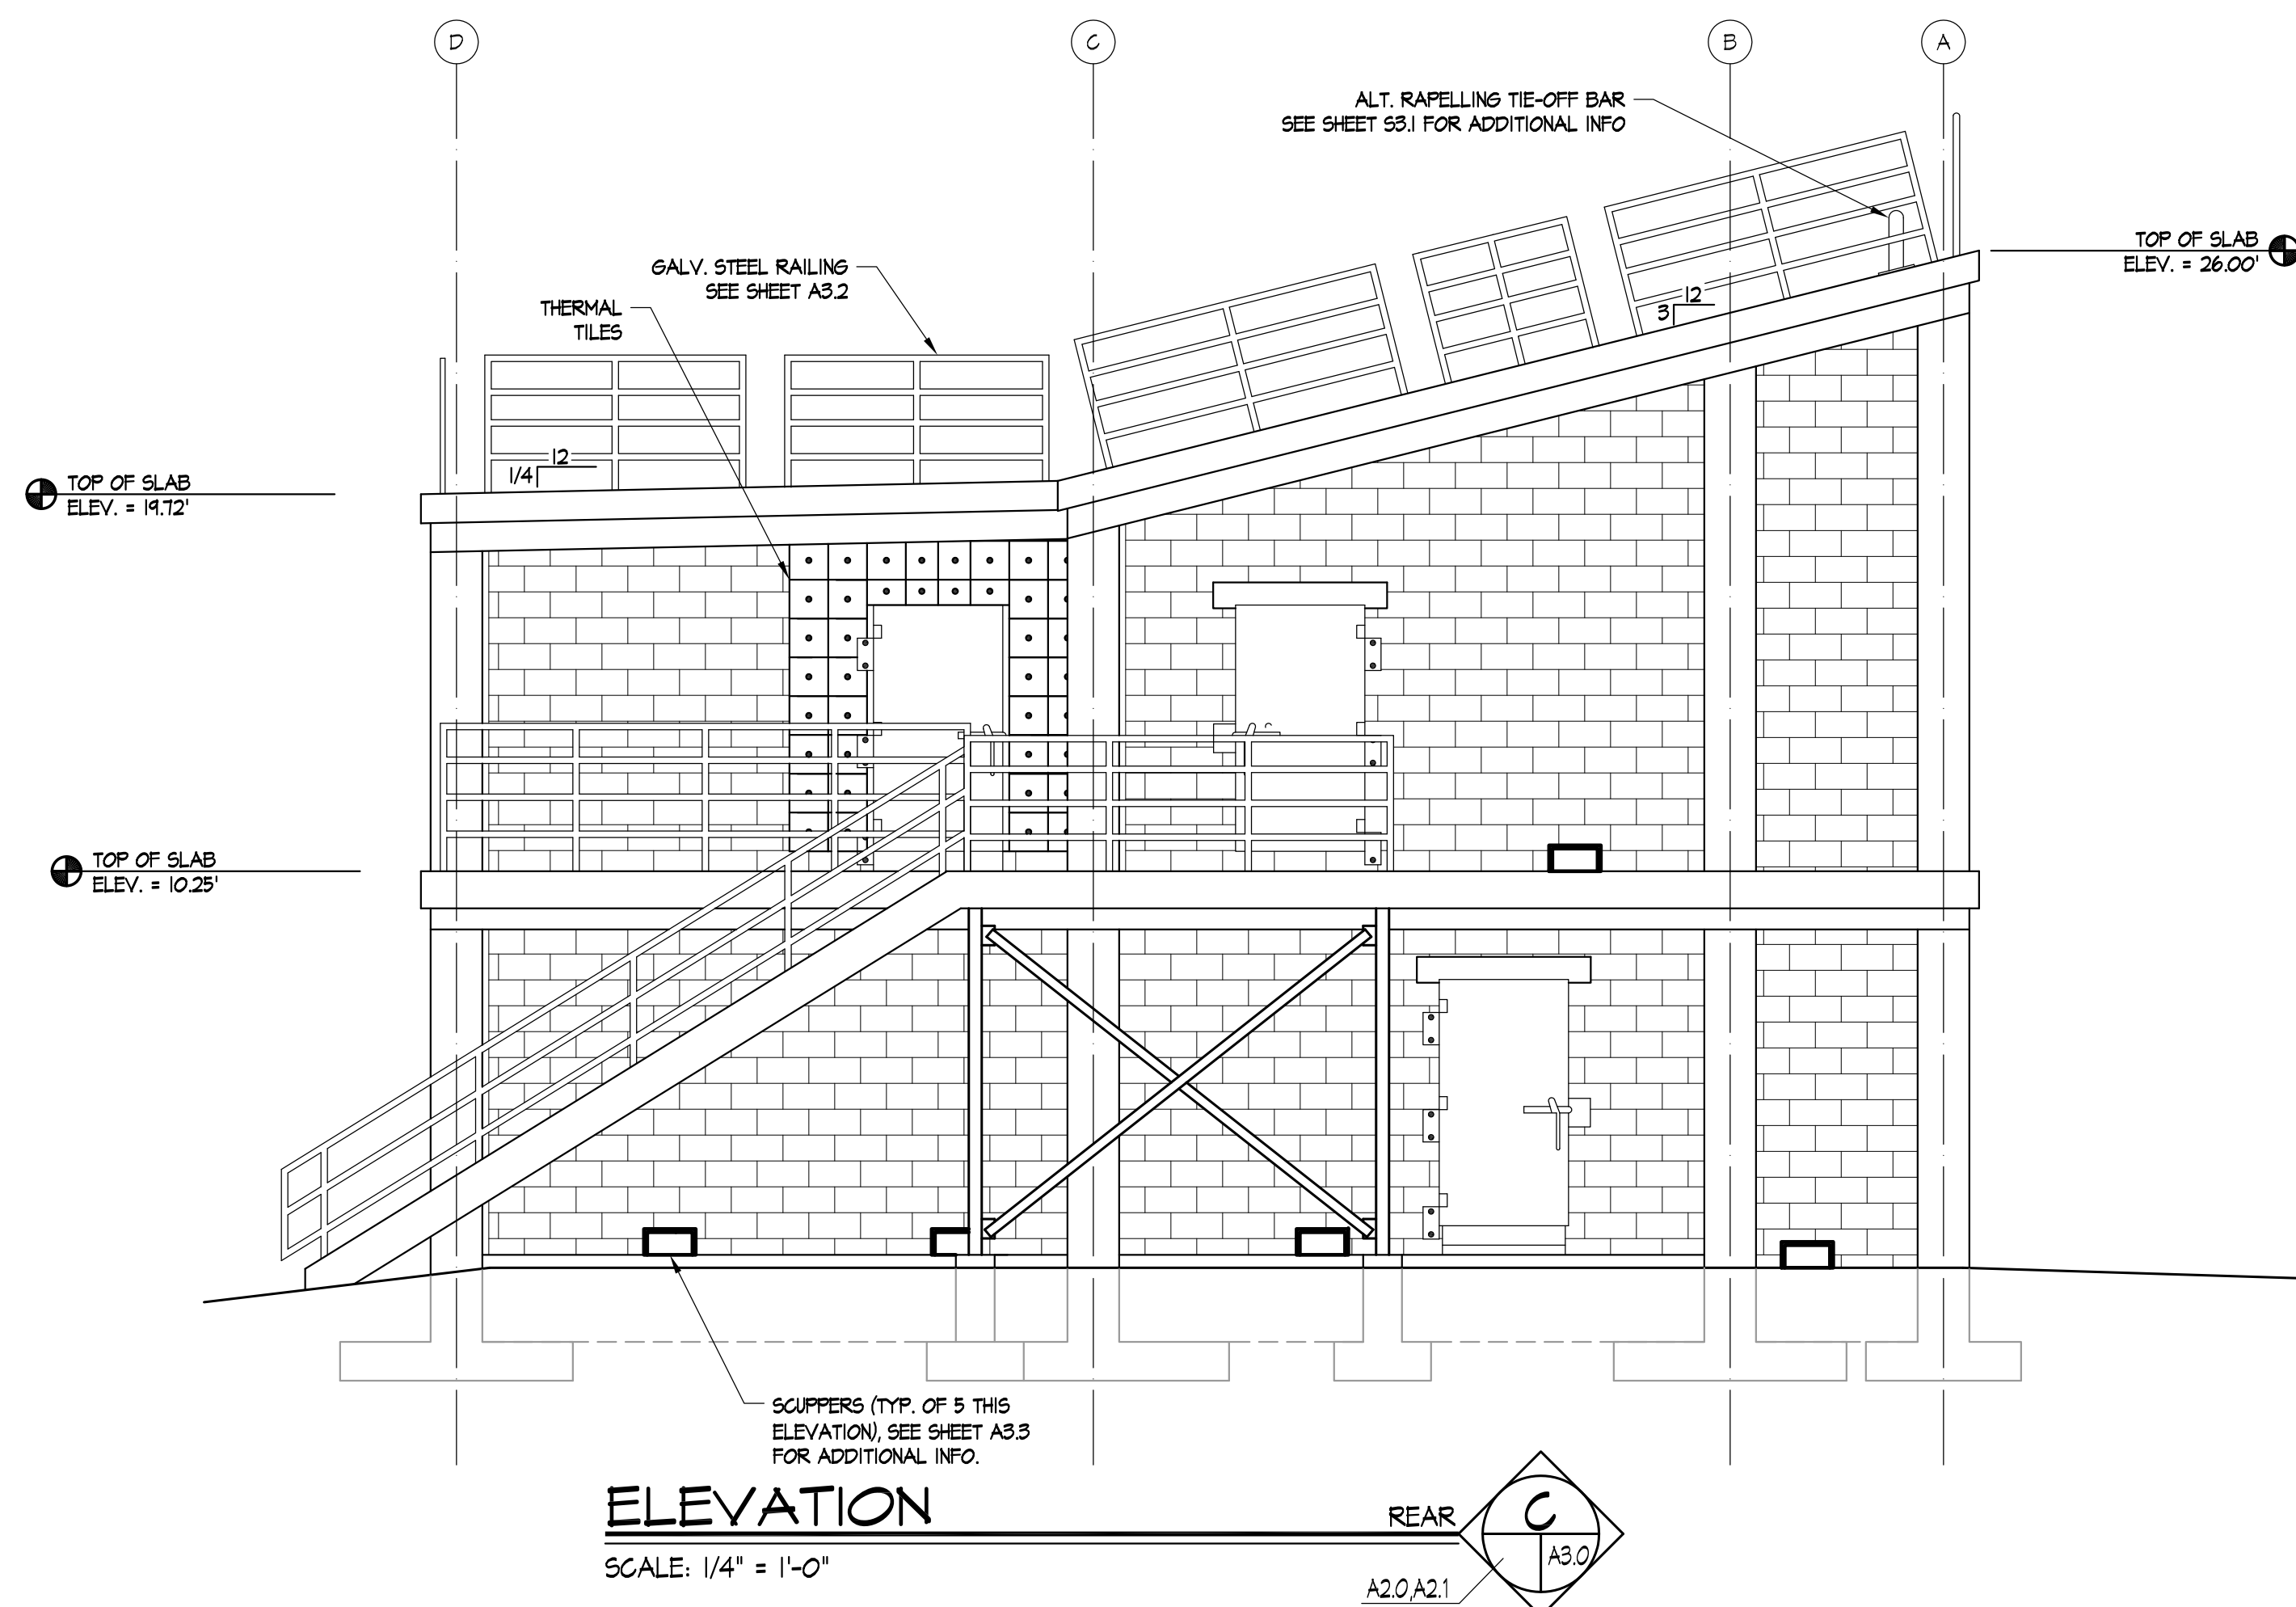 D
C
B
A
ALT. RAPELLING TIE-OFF BAR
SEE SHEET S3.1 FOR ADDITIONAL INFO
TOP OF SLAB
ELEV. = 26.00'
GALV. STEEL RAILING
SEE SHEET A3.2
THERMAL
TILES
12
3
12
1/4
TOP OF SLAB
ELEV. = 19.72'
TOP OF SLAB
ELEV. = 10.25'
SCUPPERS (TYP. OF 5 THIS
ELEVATION), SEE SHEET A3.3
FOR ADDITIONAL INFO.
ELEVATION
REAR
C
A3.0
SCALE: 1/4" = 1'-0"
A2.0,A2.1